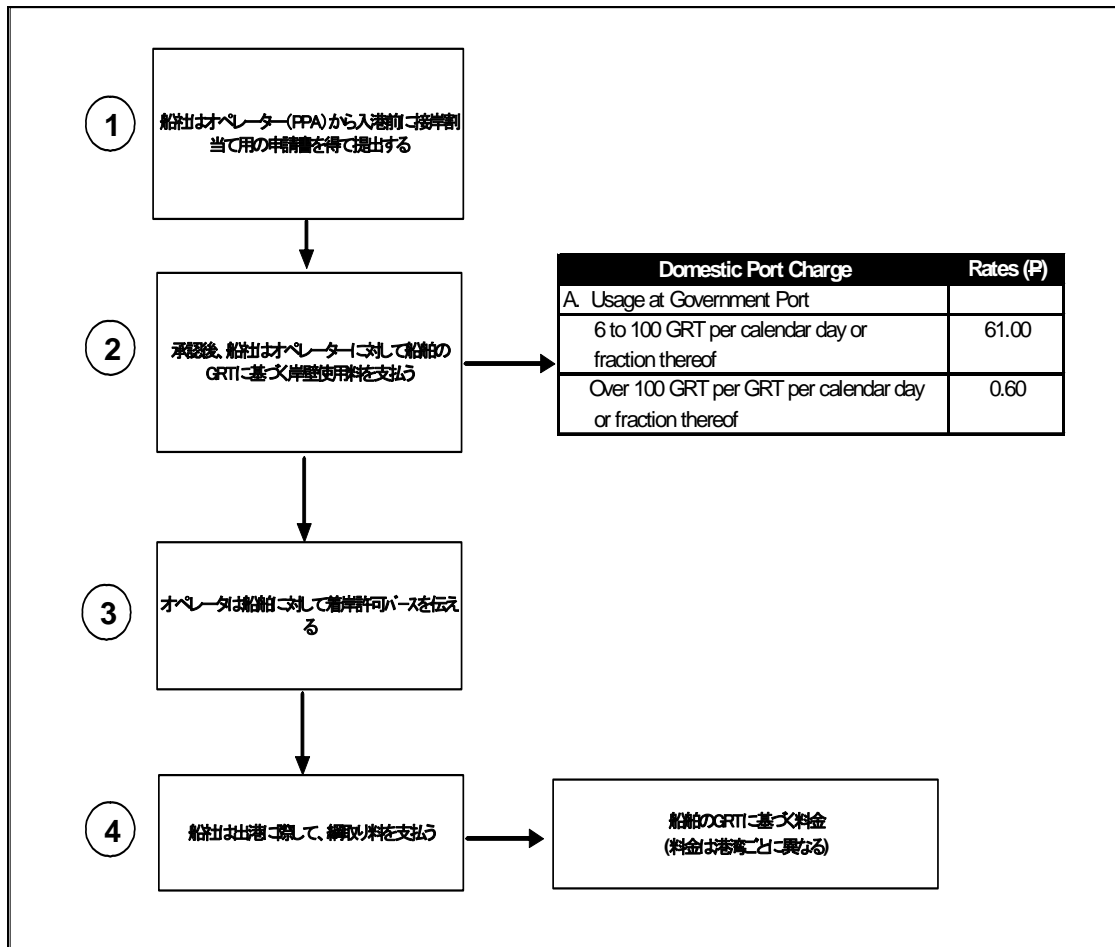 1
船社はオペレーター(PPA)から入港前に接岸割
当て用の申請書を得て提出する
2
承認後、船社はオペレーターに対して船舶の
GRTに基づく岸壁使用料を支払う
Domestic Port Charge Rates (₱)
A. Usage at Government Port
6 to 100 GRT per calendar day or 61.00
fraction thereof
Over 100 GRT per GRT per calendar day 0.60
or fraction thereof
3
オペレータは船舶に対して着岸許可バースを伝え
る
4
船社は出港に際して、綱取り料を支払う
船舶のGRTに基づく料金
(料金は港湾ごとに異なる)